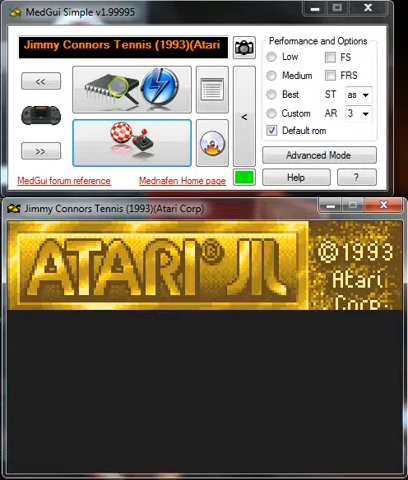 MedGui Simple v1.99995
Jimmy Connors Tennis (1993)(Atari
<<
>>
<
MedGui forum reference
Mednafen Home page
Performance and Options
Low
FS
Medium
FRS
Best
ST
as
Custom
AR
3
Default rom
Advanced Mode
Help
?
Jimmy Connors Tennis (1993)(Atari Corp)
ATARI®
©1993
Atari
Corp.